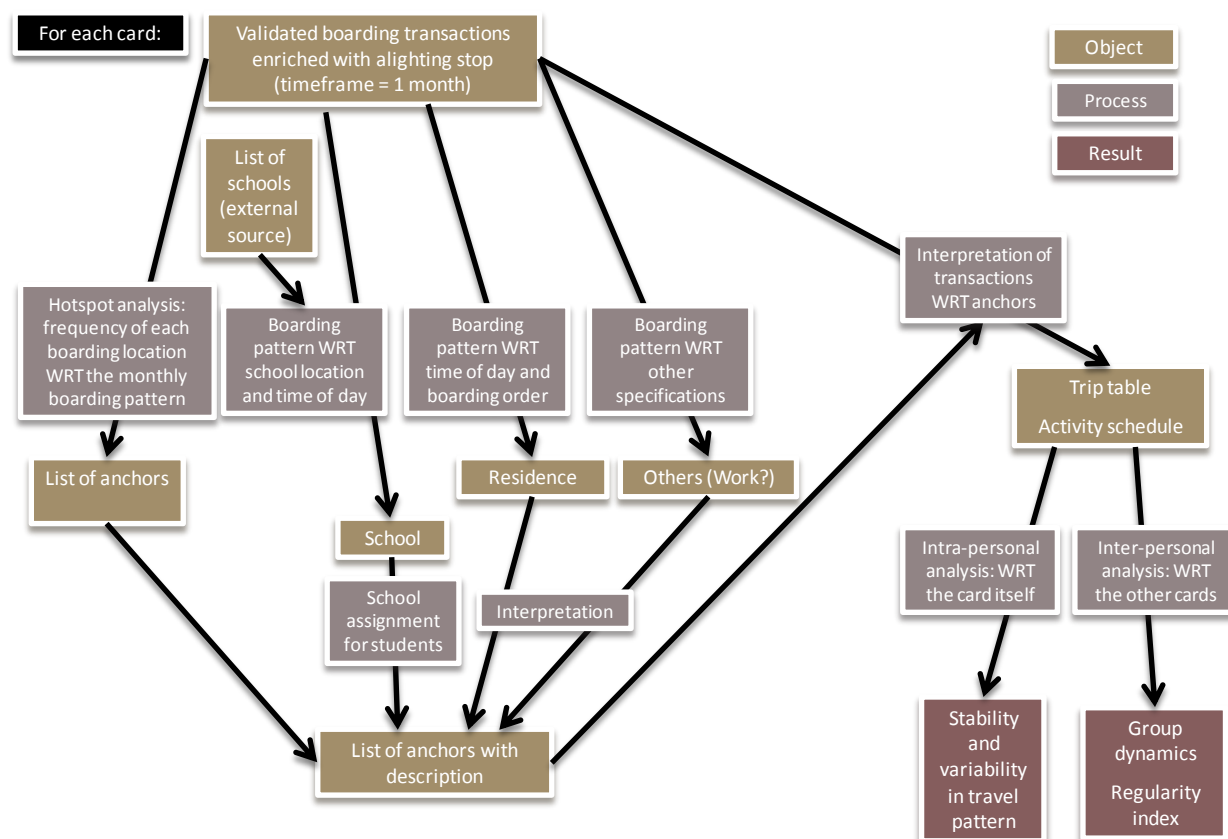 For each card:
Validated boarding transactions
enriched with alighting stop
(timeframe = 1 month)
Object
Process
Result
List of
schools
(external
source)
Interpretation of
transactions
WRT anchors
Hotspot analysis:
frequency of each
boarding location
WRT the monthly
boarding pattern
Boarding
pattern WRT
school location
and time of day
Boarding
pattern WRT
time of day and
boarding order
Boarding
pattern WRT
other
specifications
Trip table
Activity schedule
List of anchors
Residence
Others (Work?)
School
School
assignment
for students
Interpretation
Intra-personal
analysis: WRT
the card itself
Inter-personal
analysis: WRT
the other cards
List of anchors with
description
Stability
and
variability
in travel
pattern
Group
dynamics
Regularity
index